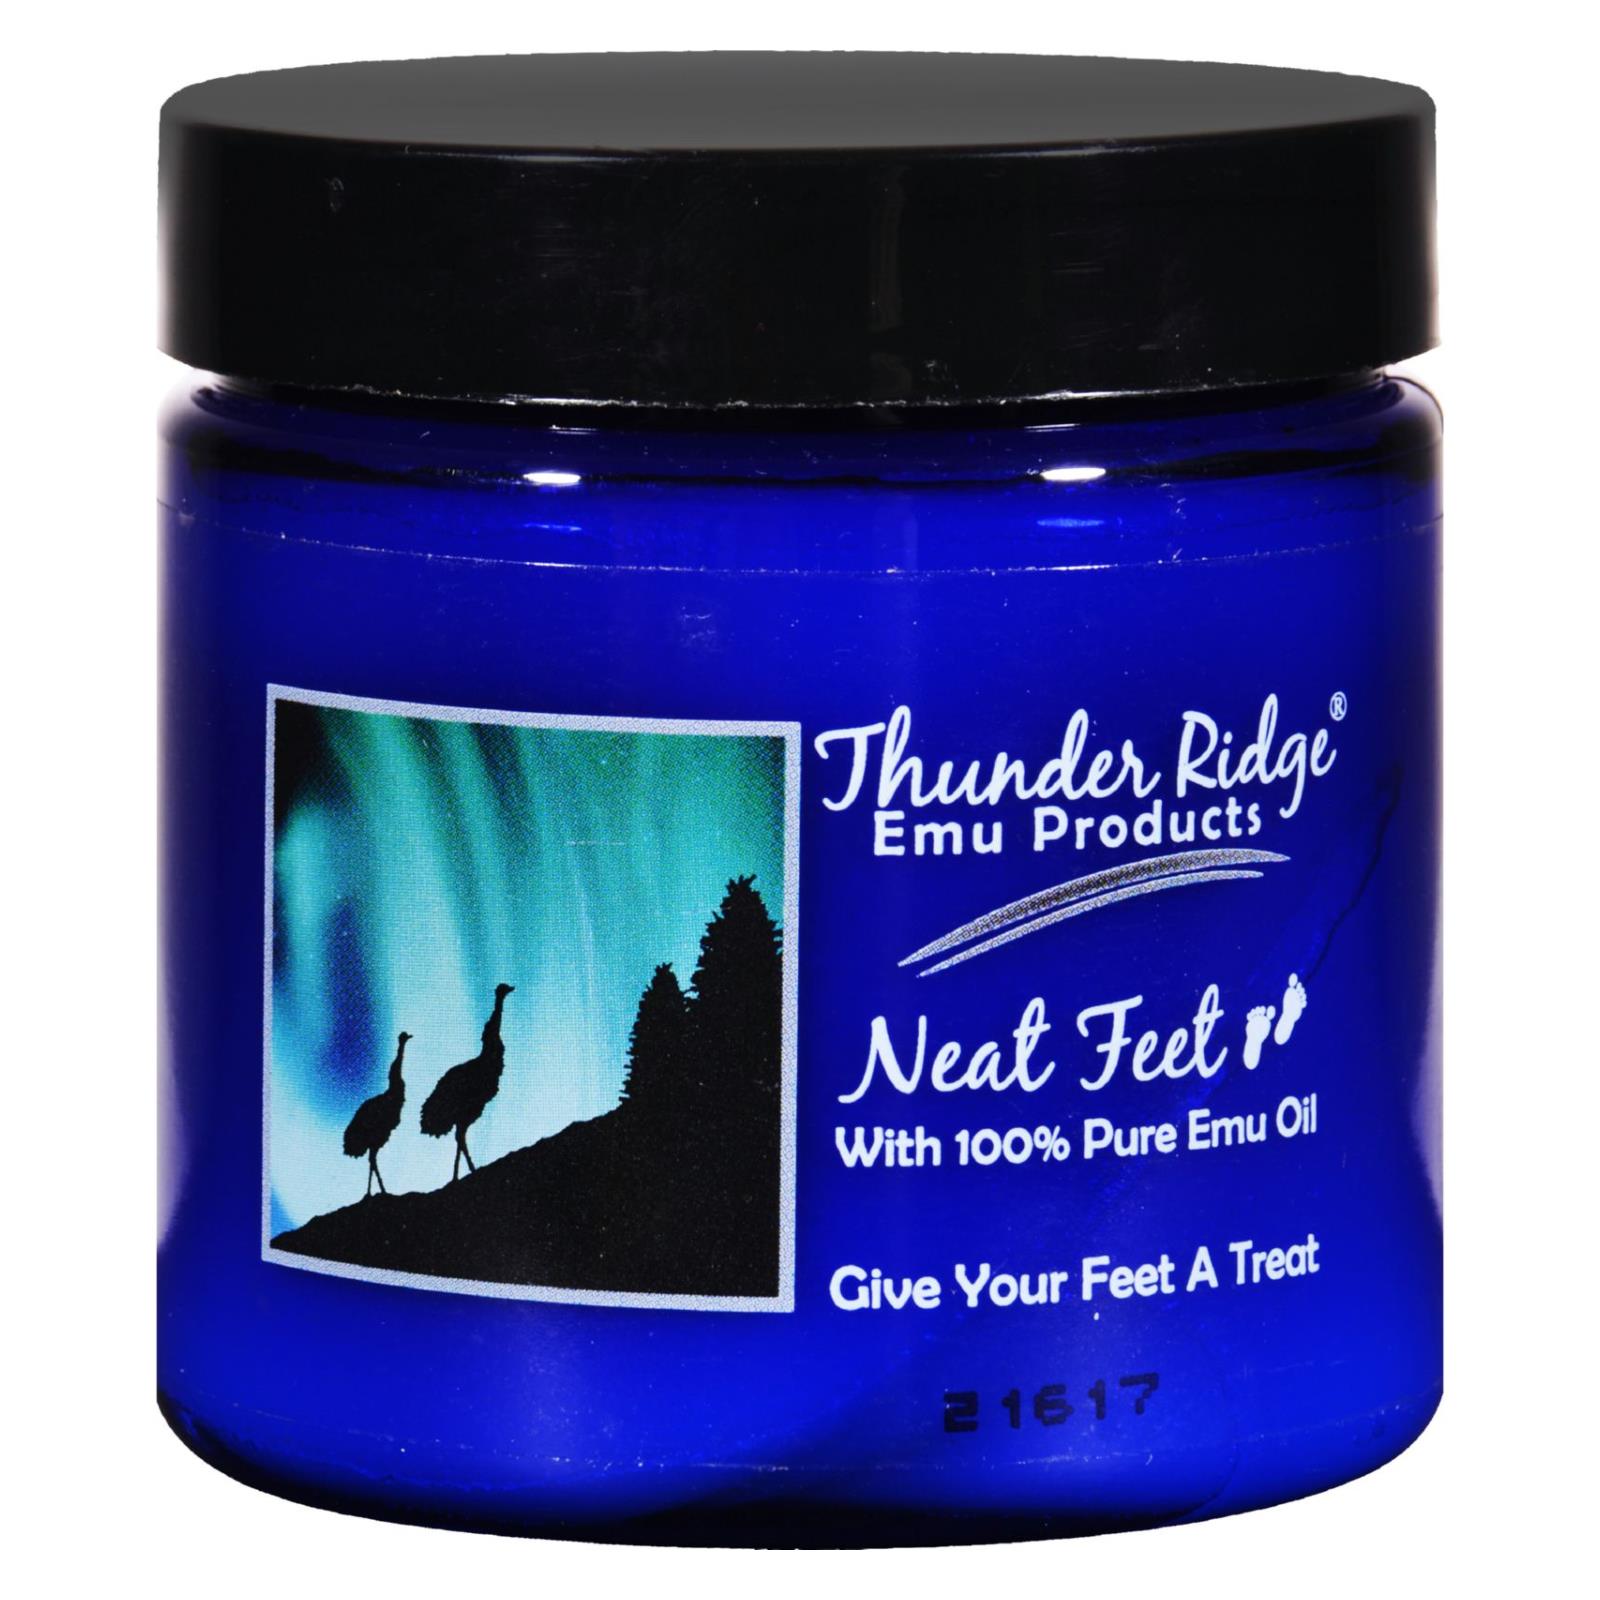 Thunder Ridge®
Emu Products
Neat Feet
With 100% Pure Emu Oil
Give Your Feet A Treat
21617